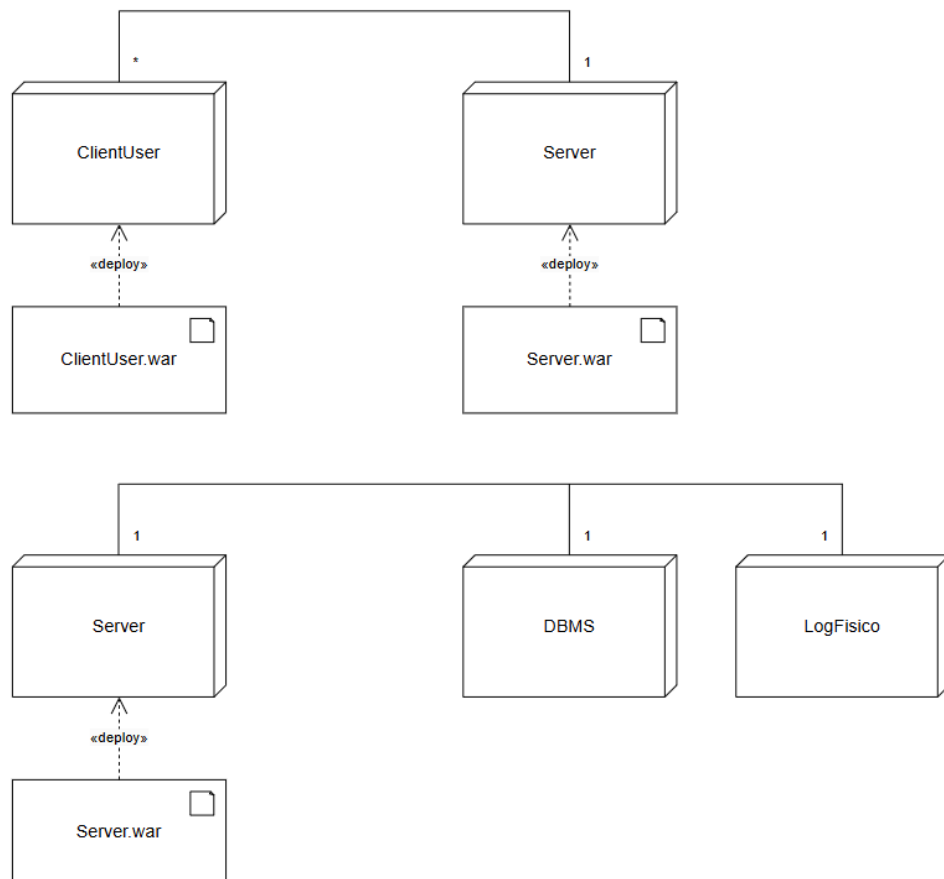 * 1
ClientUser Server
«deploy» «deploy»
ClientUser.war Server.war
1 1 1
Server DBMS LogFisico
«deploy»
Server.war